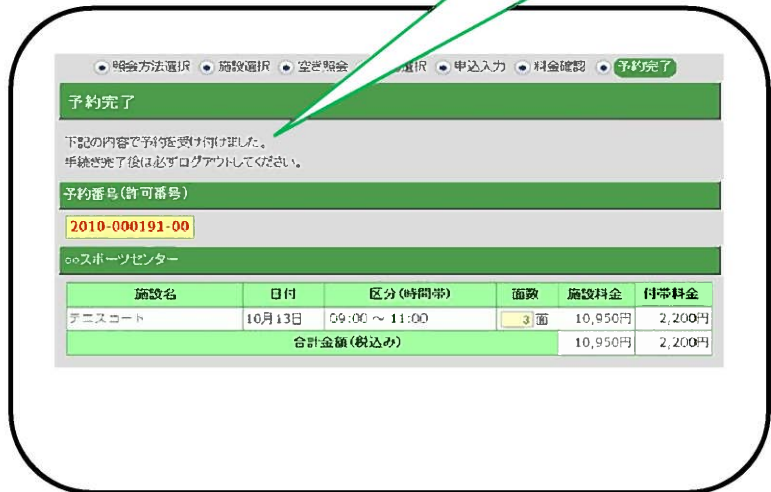 照会方法選択 施設選択 空き照会 選択 申込入力 料金確認 予約完了
予約完了
下記の内容で予約を受け付けました。
手続き完了後は必ずログアウトしてください。
予約番号(許可番号)
2010-000191-00
○○スポーツセンター
施設名 日付 区分(時間帯) 面数 施設料金 付帯料金
テニスコート 10月13日 09:00 ~ 11:00 3 面 10,950円 2,200円
合計金額(税込み) 10,950円 2,200円